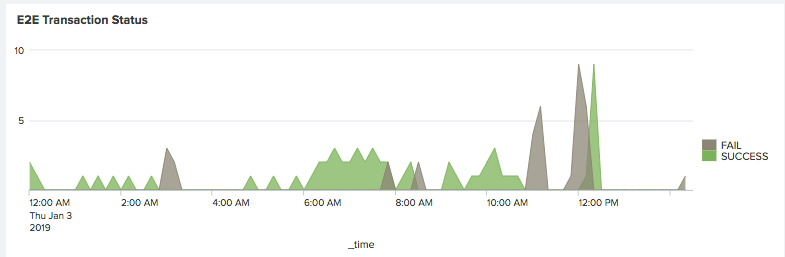 E2E Transaction Status
10
5
FAIL
SUCCESS
12:00 AM 2:00 AM 4:00 AM 6:00 AM 8:00 AM 10:00 AM 12:00 PM
Thu Jan 3
2019
_time